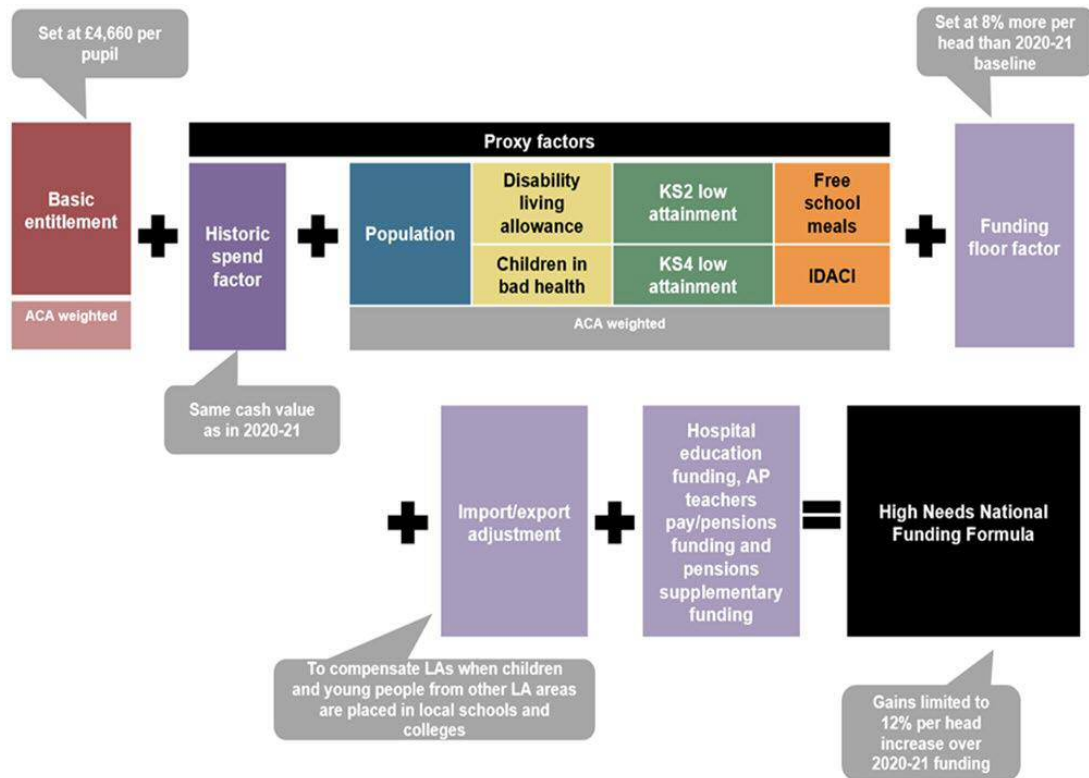 Set at £4,660 per
pupil
Set at 8% more per
head than 2020-21
baseline
Proxy factors
Basic
entitlement
ACA weighted
Historic
spend
factor
Population
Disability
living
allowance
Children in
bad health
KS2 low
attainment
KS4 low
attainment
Free
school
meals
IDACI
ACA weighted
Funding
floor factor
Same cash value
as in 2020-21
Import/export
adjustment
Hospital
education
funding, AP
teachers
pay/pensions
funding and
pensions
supplementary
funding
High Needs National
Funding Formula
To compensate LAs when children
and young people from other LA areas
are placed in local schools and
colleges
Gains limited to
12% per head
increase over
2020-21 funding